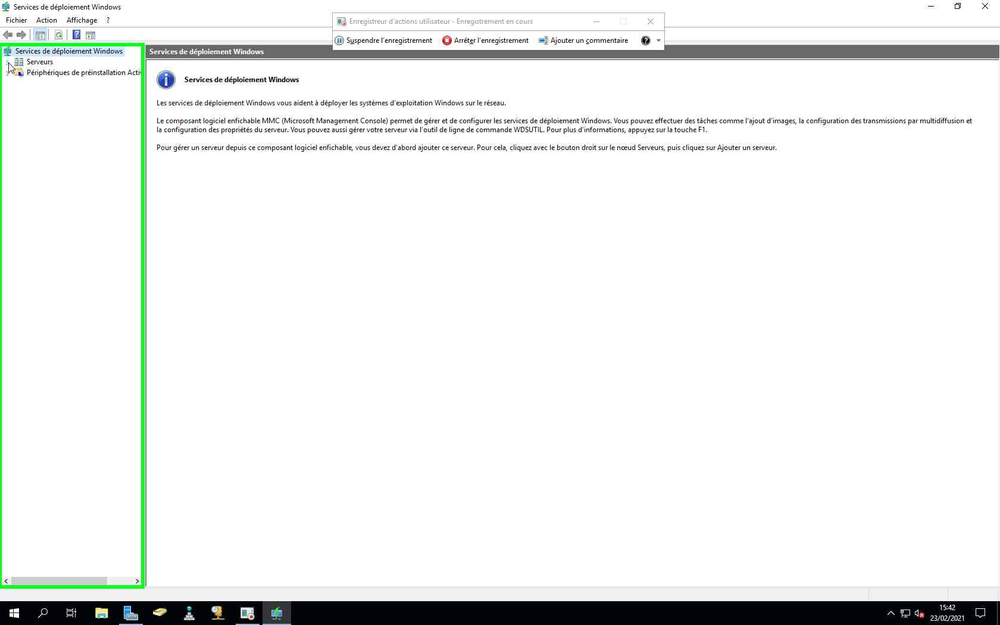 Services de déploiement Windows
Fichier Action Affichage ?
Enregistreur d'actions utilisateur - Enregistrement en cours
Suspendre l'enregistrement Arrêter l'enregistrement Ajouter un commentaire
Services de déploiement Windows
Serveurs
Périphériques de préinstallation Activ
Services de déploiement Windows
Services de déploiement Windows
Les services de déploiement Windows vous aident à déployer les systèmes d'exploitation Windows sur le réseau.
Le composant logiciel enfichable MMC (Microsoft Management Console) permet de gérer et de configurer les services de déploiement Windows. Vous pouvez effectuer des tâches comme l'ajout d'images, la configuration des transmissions par multidiffusion et
la configuration des propriétés du serveur. Vous pouvez aussi gérer votre serveur via l'outil de ligne de commande WDSUTIL. Pour plus d'informations, appuyez sur la touche F1.
Pour gérer un serveur depuis ce composant logiciel enfichable, vous devez d'abord ajouter ce serveur. Pour cela, cliquez avec le bouton droit sur le nœud Serveurs, puis cliquez sur Ajouter un serveur.
15:42
23/02/2021